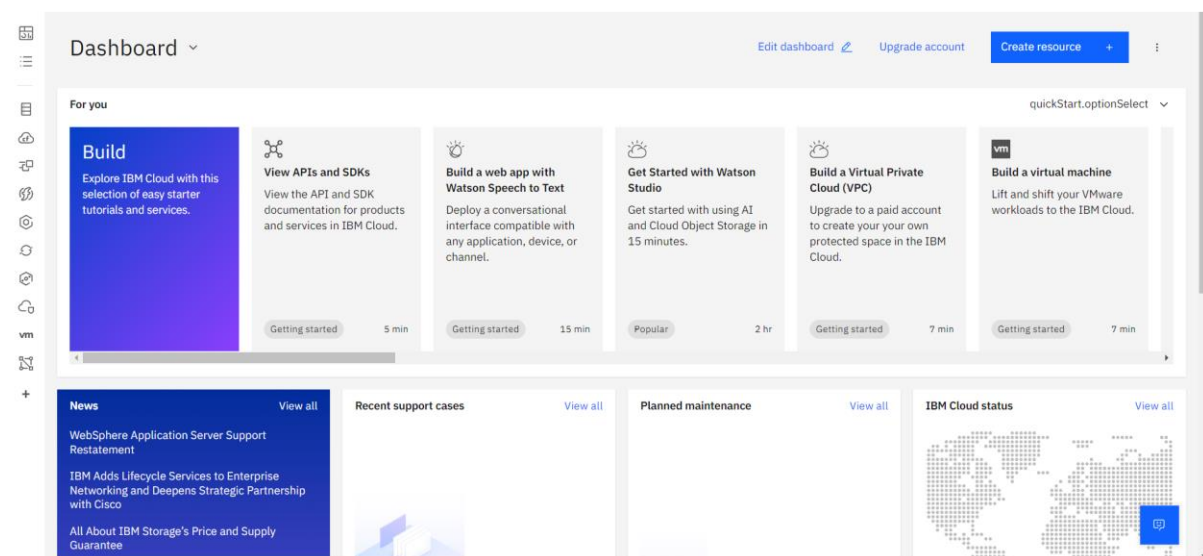 Dashboard
Edit dashboard
Upgrade account
Create resource +
For you
quickStart.optionSelect
Build
Explore IBM Cloud with this
selection of easy starter
tutorials and services.
View APIs and SDKs
View the API and SDK
documentation for products
and services in IBM Cloud.
Getting started
5 min
Build a web app with
Watson Speech to Text
Deploy a conversational
interface compatible with
any application, device, or
channel.
Getting started
15 min
Get Started with Watson
Studio
Get started with using AI
and Cloud Object Storage in
15 minutes.
Popular
2 hr
Build a Virtual Private
Cloud (VPC)
Upgrade to a paid account
to create your your own
protected space in the IBM
Cloud.
Getting started
7 min
vm
Build a virtual machine
Lift and shift your VMware
workloads to the IBM Cloud.
Getting started
7 min
vm
+
News
View all
WebSphere Application Server Support
Restatement
IBM Adds Lifecycle Services to Enterprise
Networking and Deepens Strategic Partnership
with Cisco
All About IBM Storage's Price and Supply
Guarantee
Recent support cases
View all
Planned maintenance
View all
IBM Cloud status
View all